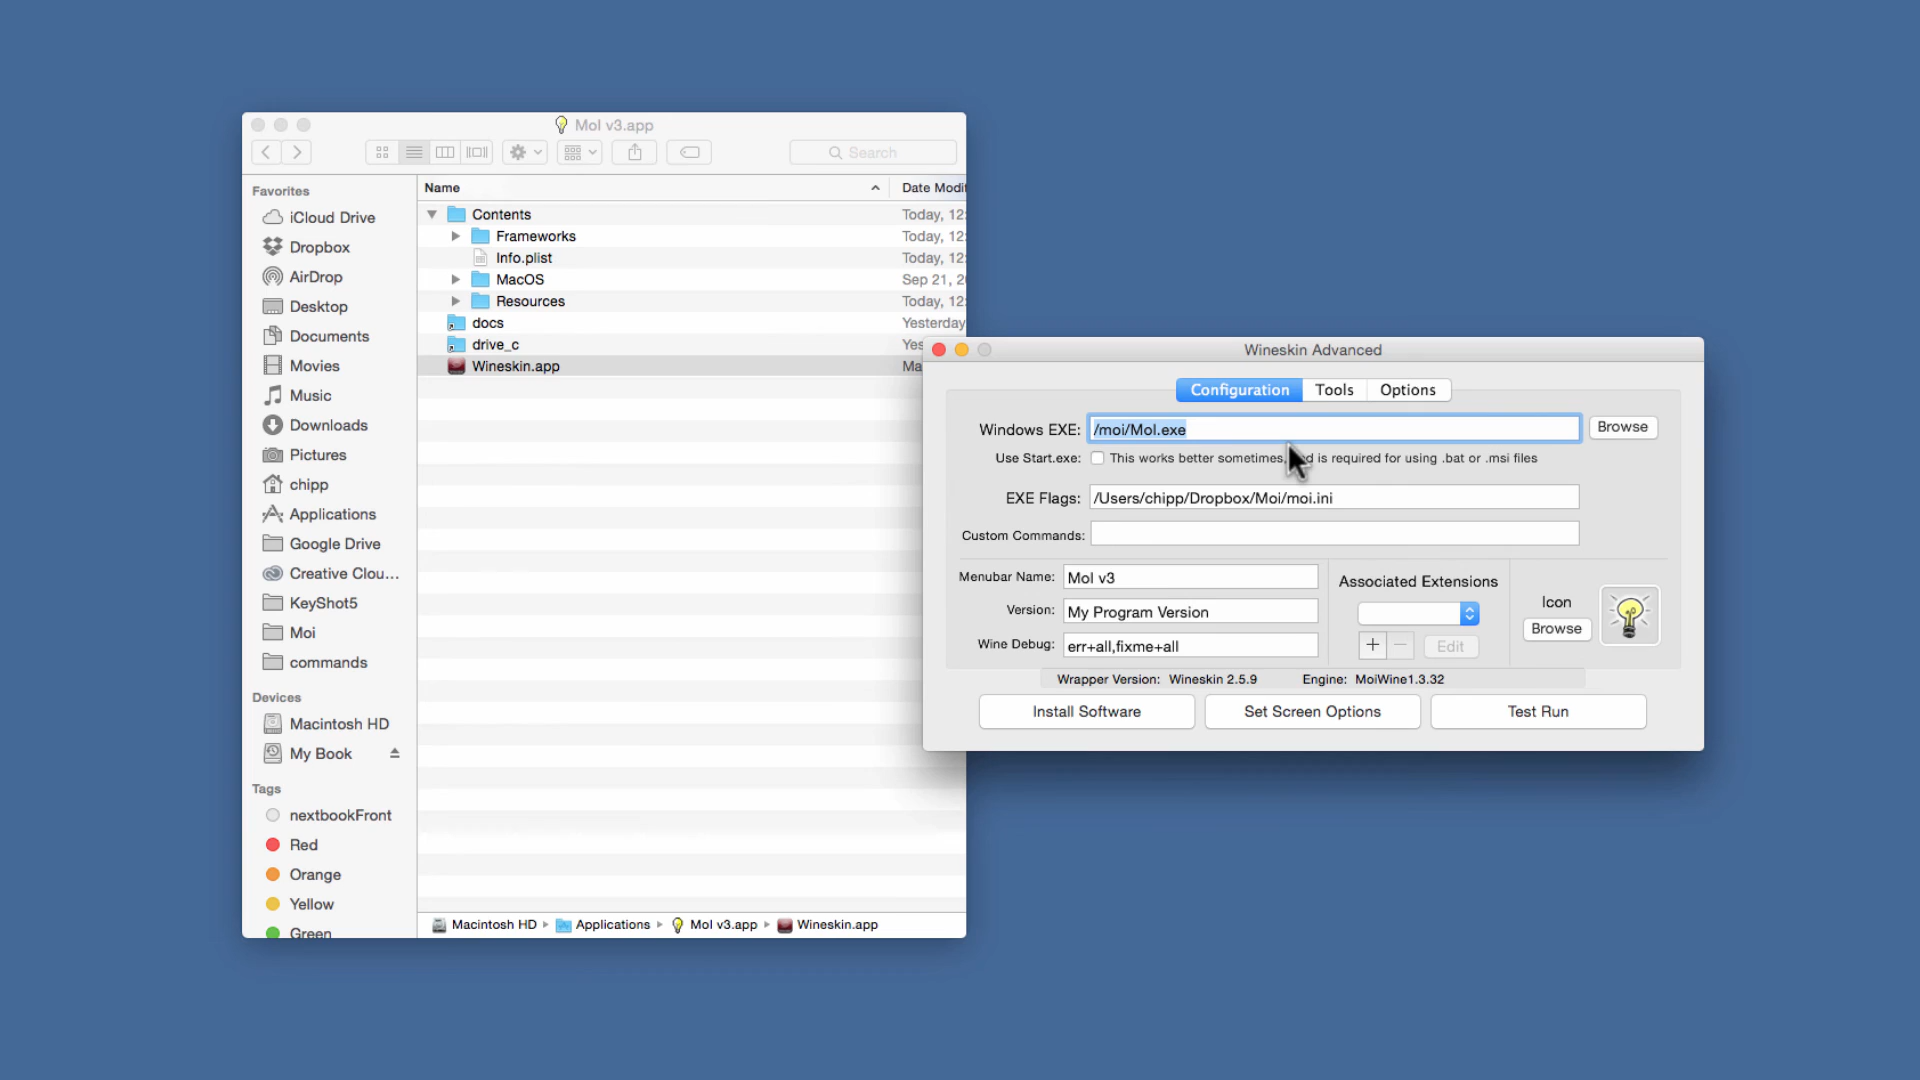 MoI v3.app
Search
Favorites
iCloud Drive
Dropbox
AirDrop
Desktop
Documents
Movies
Music
Downloads
Pictures
chipp
Applications
Google Drive
Creative Clou...
KeyShot5
Moi
commands
Devices
Macintosh HD
My Book
Tags
nextbookFront
Red
Orange
Yellow
Green
Name Date Modif
Contents Today, 12:
Frameworks Today, 12:
Info.plist Today, 12:
MacOS Sep 21, 2
Resources Today, 12:
docs Yesterday
drive_c Yes
Wineskin.app Ma
Macintosh HD Applications MoI v3.app Wineskin.app
Wineskin Advanced
Configuration Tools Options
Windows EXE: /moi/MoI.exe Browse
Use Start.exe: This works better sometimes, d is required for using .bat or .msi files
EXE Flags: /Users/chipp/Dropbox/Moi/moi.ini
Custom Commands:
Menubar Name: MoI v3
Version: My Program Version
Wine Debug: err+all,fixme+all
Associated Extensions
+ − Edit
Icon
Browse
Wrapper Version: Wineskin 2.5.9 Engine: MoiWine1.3.32
Install Software Set Screen Options Test Run